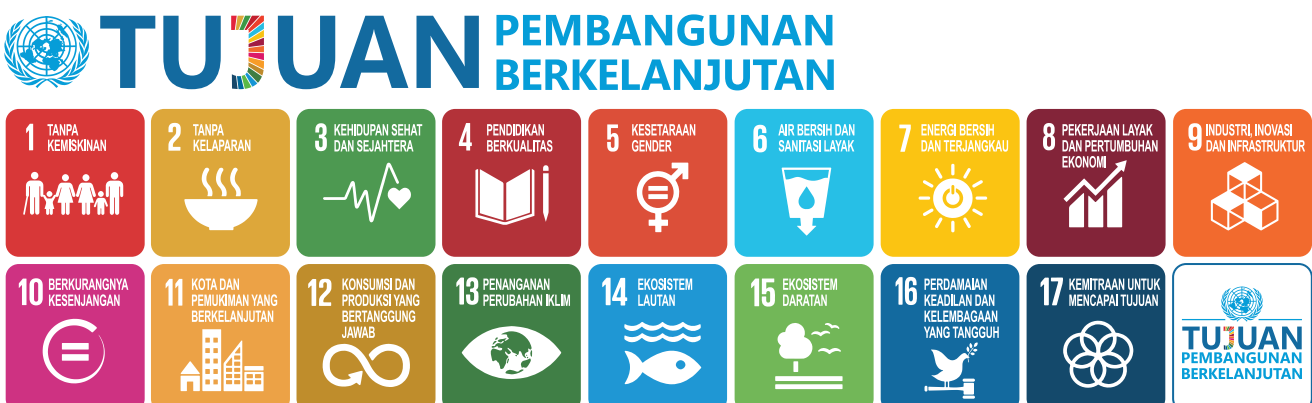 TUJUAN PEMBANGUNAN
BERKELANJUTAN
1 TANPA
KEMISKINAN
2 TANPA
KELAPARAN
3 KEHIDUPAN SEHAT
DAN SEJAHTERA
4 PENDIDIKAN
BERKUALITAS
5 KESETARAAN
GENDER
6 AIR BERSIH DAN
SANITASI LAYAK
7 ENERGI BERSIH
DAN TERJANGKAU
8 PEKERJAAN LAYAK
DAN PERTUMBUHAN
EKONOMI
9 INDUSTRI, INOVASI
DAN INFRASTRUKTUR
10 BERKURANGNYA
KESENJANGAN
11 KOTA DAN
PEMUKIMAN YANG
BERKELANJUTAN
12 KONSUMSI DAN
PRODUKSI YANG
BERTANGGUNG
JAWAB
13 PENANGANAN
PERUBAHAN IKLIM
14 EKOSISTEM
LAUTAN
15 EKOSISTEM
DARATAN
16 PERDAMAIAN
KEADILAN DAN
KELEMBAGAAN
YANG TANGGUH
17 KEMITRAAN UNTUK
MENCAPAI TUJUAN
TUJUAN
PEMBANGUNAN
BERKELANJUTAN